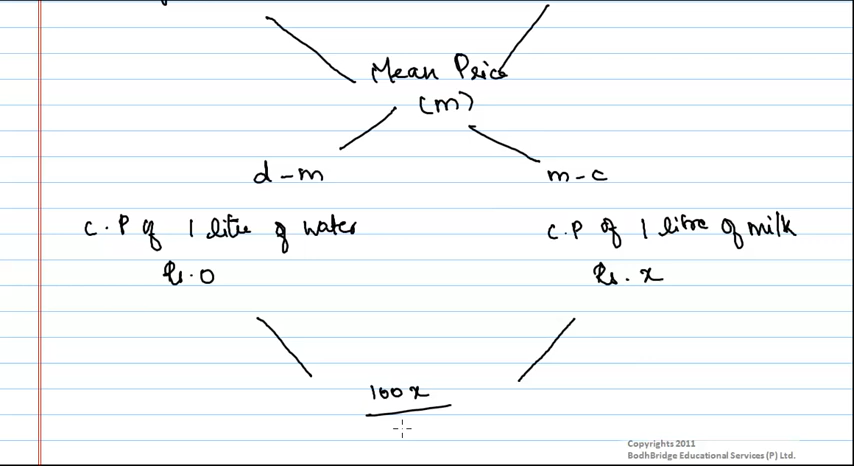 Mean Price
(m)
d-m m-c
C.P of 1 litre of water C.P of 1 litre of milk
Rs. 0 Rs. x
100 x
Copyrights 2011
BodhBridge Educational Services (P) Ltd.